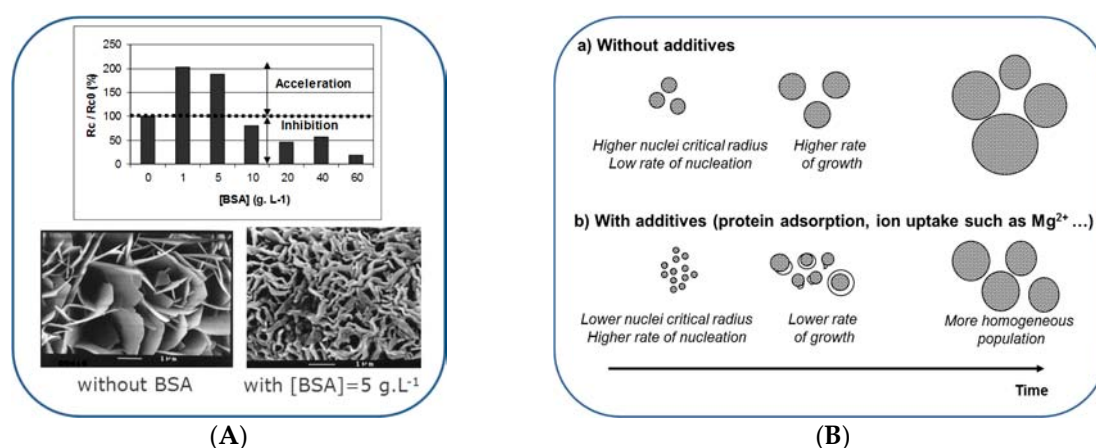 250
200
150
100
50
0
Rc / Rc0 (%)
Acceleration
Inhibition
0 1 5 10 20 40 60
[BSA] (g. L-1)
1 µm
1 µm
without BSA
with [BSA]=5 g.L-1
(A)
a) Without additives
Higher nuclei critical radius
Low rate of nucleation
Higher rate
of growth
b) With additives (protein adsorption, ion uptake such as Mg2+ ...)
Lower nuclei critical radius
Higher rate of nucleation
Lower rate
of growth
More homogeneous
population
Time
(B)